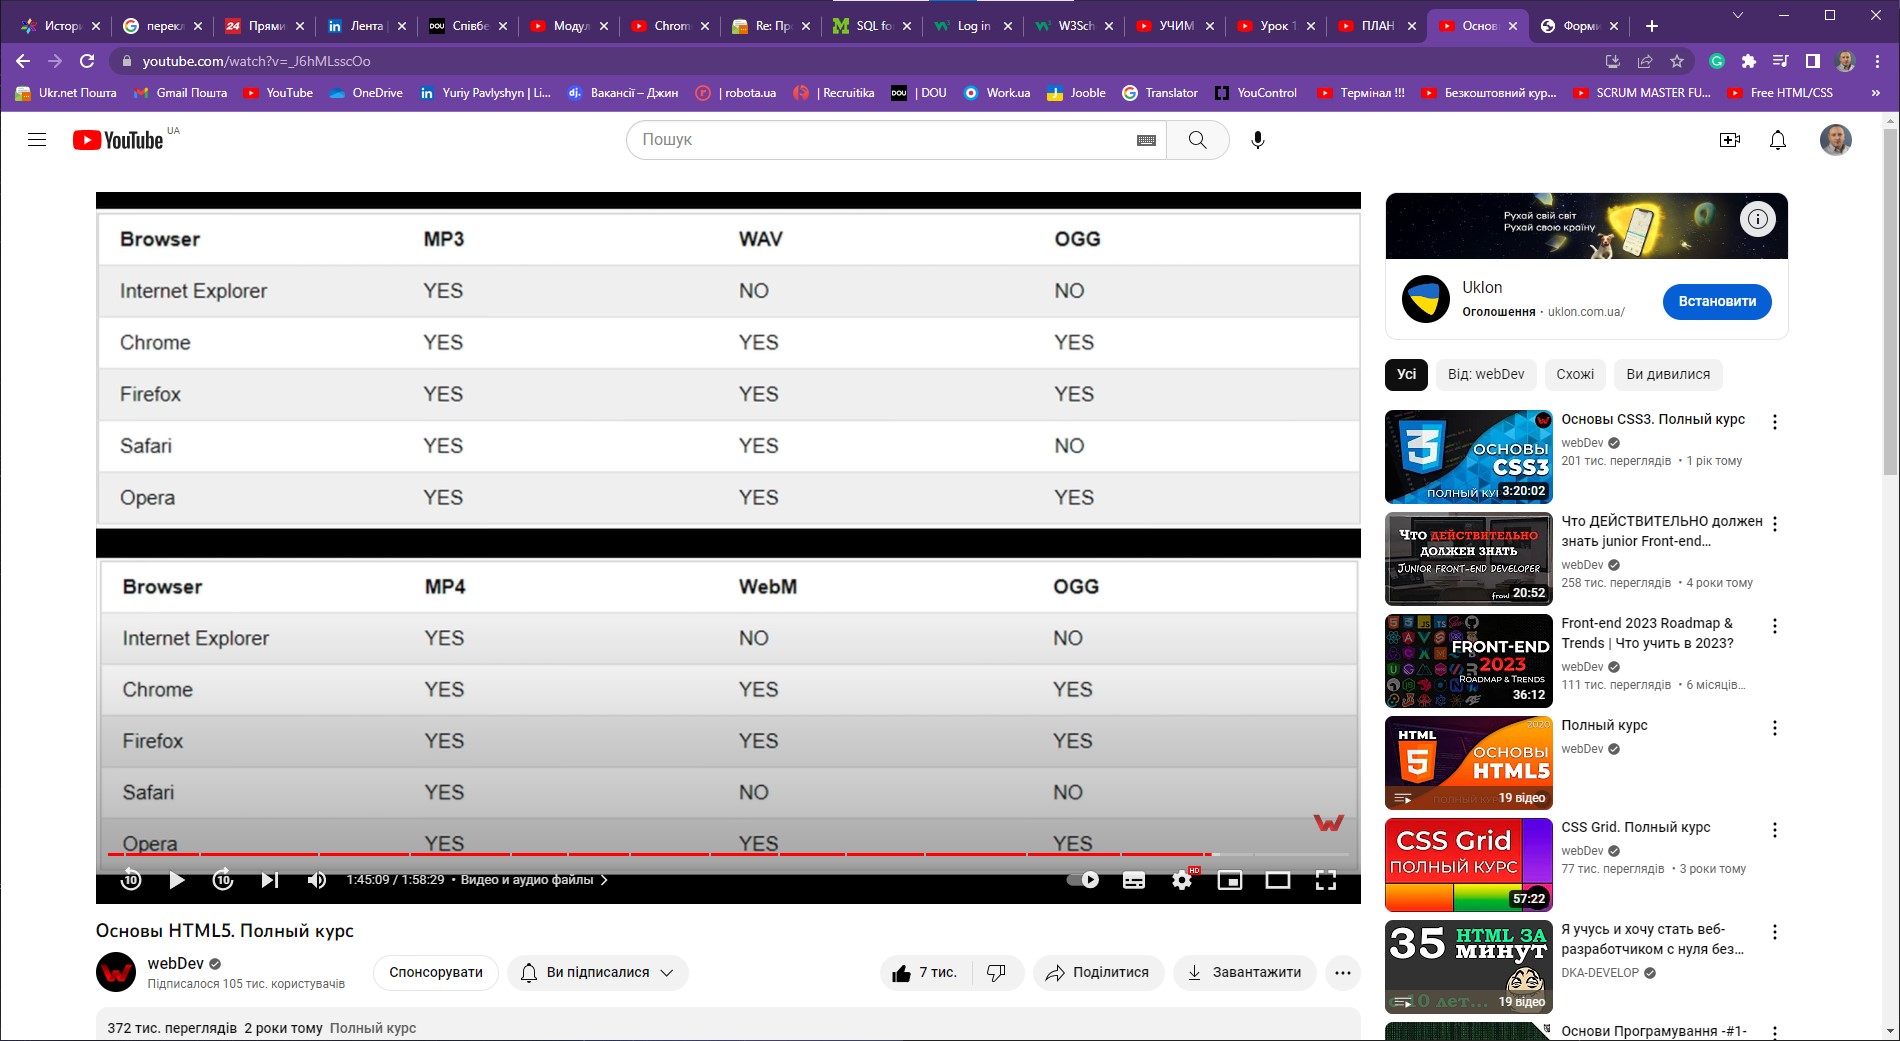 Истори
перекл
24 Прями
Лента |
DOU Співбе
Модул
Chrom
Re: Пр
SQL fo
Log in
W3Sch
УЧИМ
Урок 1
ПЛАН
Основ
Форми
youtube.com/watch?v=_J6hMLsscOo
Ukr.net Пошта
Gmail Пошта
YouTube
OneDrive
Yuriy Pavlyshyn | Li...
Вакансії – Джин
| robota.ua
| Recruitika
DOU | DOU
Work.ua
Jooble
Translator
YouControl
Термінал !!!
Безкоштовний кур...
SCRUM MASTER FU...
Free HTML/CSS
»
YouTube UA
Пошук
Browser MP3 WAV OGG
Internet Explorer YES NO NO
Chrome YES YES YES
Firefox YES YES YES
Safari YES YES NO
Opera YES YES YES
Browser MP4 WebM OGG
Internet Explorer YES NO NO
Chrome YES YES YES
Firefox YES YES YES
Safari YES NO NO
Opera YES YES YES
10
10
1:45:09 / 1:58:29 • Видео и аудио файлы
HD
Основы HTML5. Полный курс
webDev
Підписалося 105 тис. користувачів
Спонсорувати
Ви підписалися
7 тис.
Поділитися
Завантажити
372 тис. переглядів 2 роки тому Полный курс
Рухай свій світ
Рухай свою країну
Uklon
Оголошення · uklon.com.ua/
Встановити
Усі
Від: webDev
Схожі
Ви дивилися
ОСНОВЫ
CSS3
3:20:02
Основы CSS3. Полный курс
webDev
201 тис. переглядів • 1 рік тому
Что ДЕЙСТВИТЕЛЬНО
ДОЛЖЕН ЗНАТЬ
JUNIOR FRONT-END DEVELOPER
20:52
Что ДЕЙСТВИТЕЛЬНО должен
знать junior Front-end...
webDev
258 тис. переглядів • 4 роки тому
FRONT-END
2023
ROADMAP & TRENDS
36:12
Front-end 2023 Roadmap &
Trends | Что учить в 2023?
webDev
111 тис. переглядів • 6 місяців...
2020
HTML
5
ОСНОВЫ
HTML5
19 відео
Полный курс
webDev
CSS Grid
ПОЛНЫЙ КУРС
57:22
CSS Grid. Полный курс
webDev
77 тис. переглядів • 3 роки тому
35 HTML ЗА
МИНУТ
с 10 лет...
19 відео
Я учусь и хочу стать веб-
разработчиком с нуля без...
DKA-DEVELOP
Основи Програмування -#1-